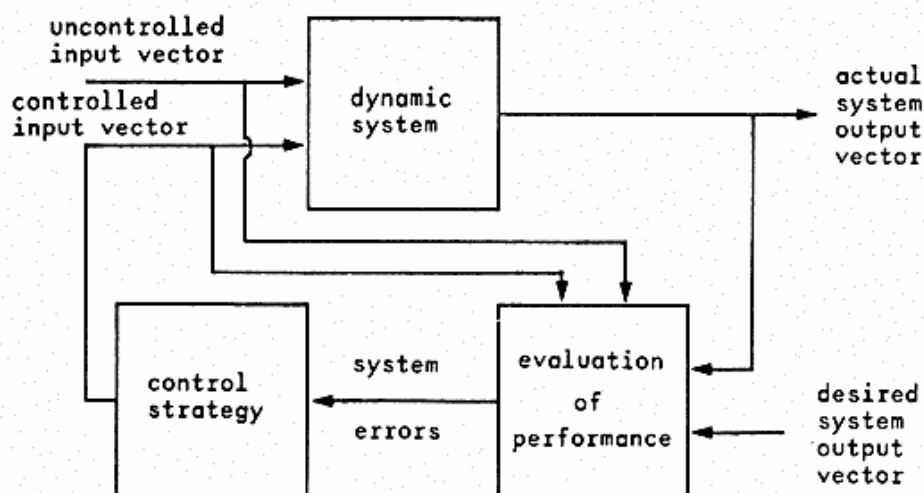 uncontrolled
input vector
controlled
input vector
dynamic
system
actual
system
output
vector
control
strategy
system
errors
evaluation
of
performance
desired
system
output
vector